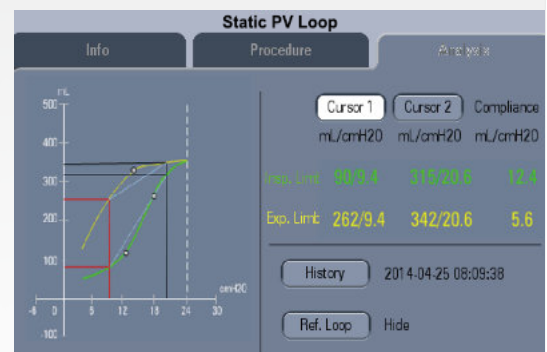 Static PV Loop
Info Procedure Analysis
mL
500
400
300
200
100
-100
-6 0 6 12 18 24 30
cmH2O
Cursor 1 Cursor 2 Compliance
mL/cmH20 mL/cmH20 mL/cmH20
Insp. Limb: 90/9.4 315/20.6 12.4
Exp. Limb: 262/9.4 342/20.6 5.6
History 2014-04-25 08:09:38
Ref. Loop Hide